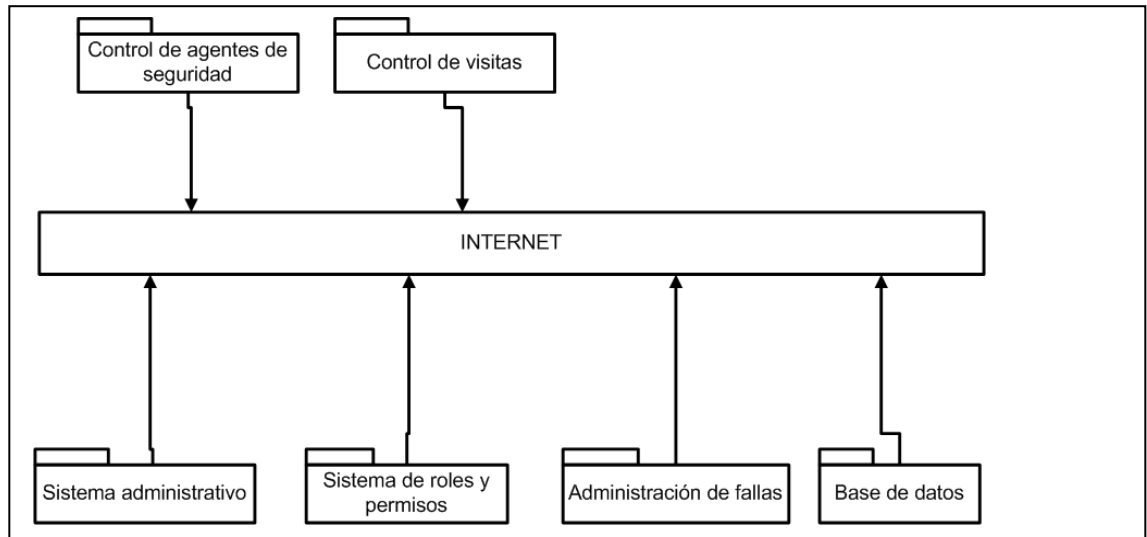 Control de agentes de
seguridad
Control de visitas
INTERNET
Sistema administrativo
Sistema de roles y
permisos
Administración de fallas
Base de datos